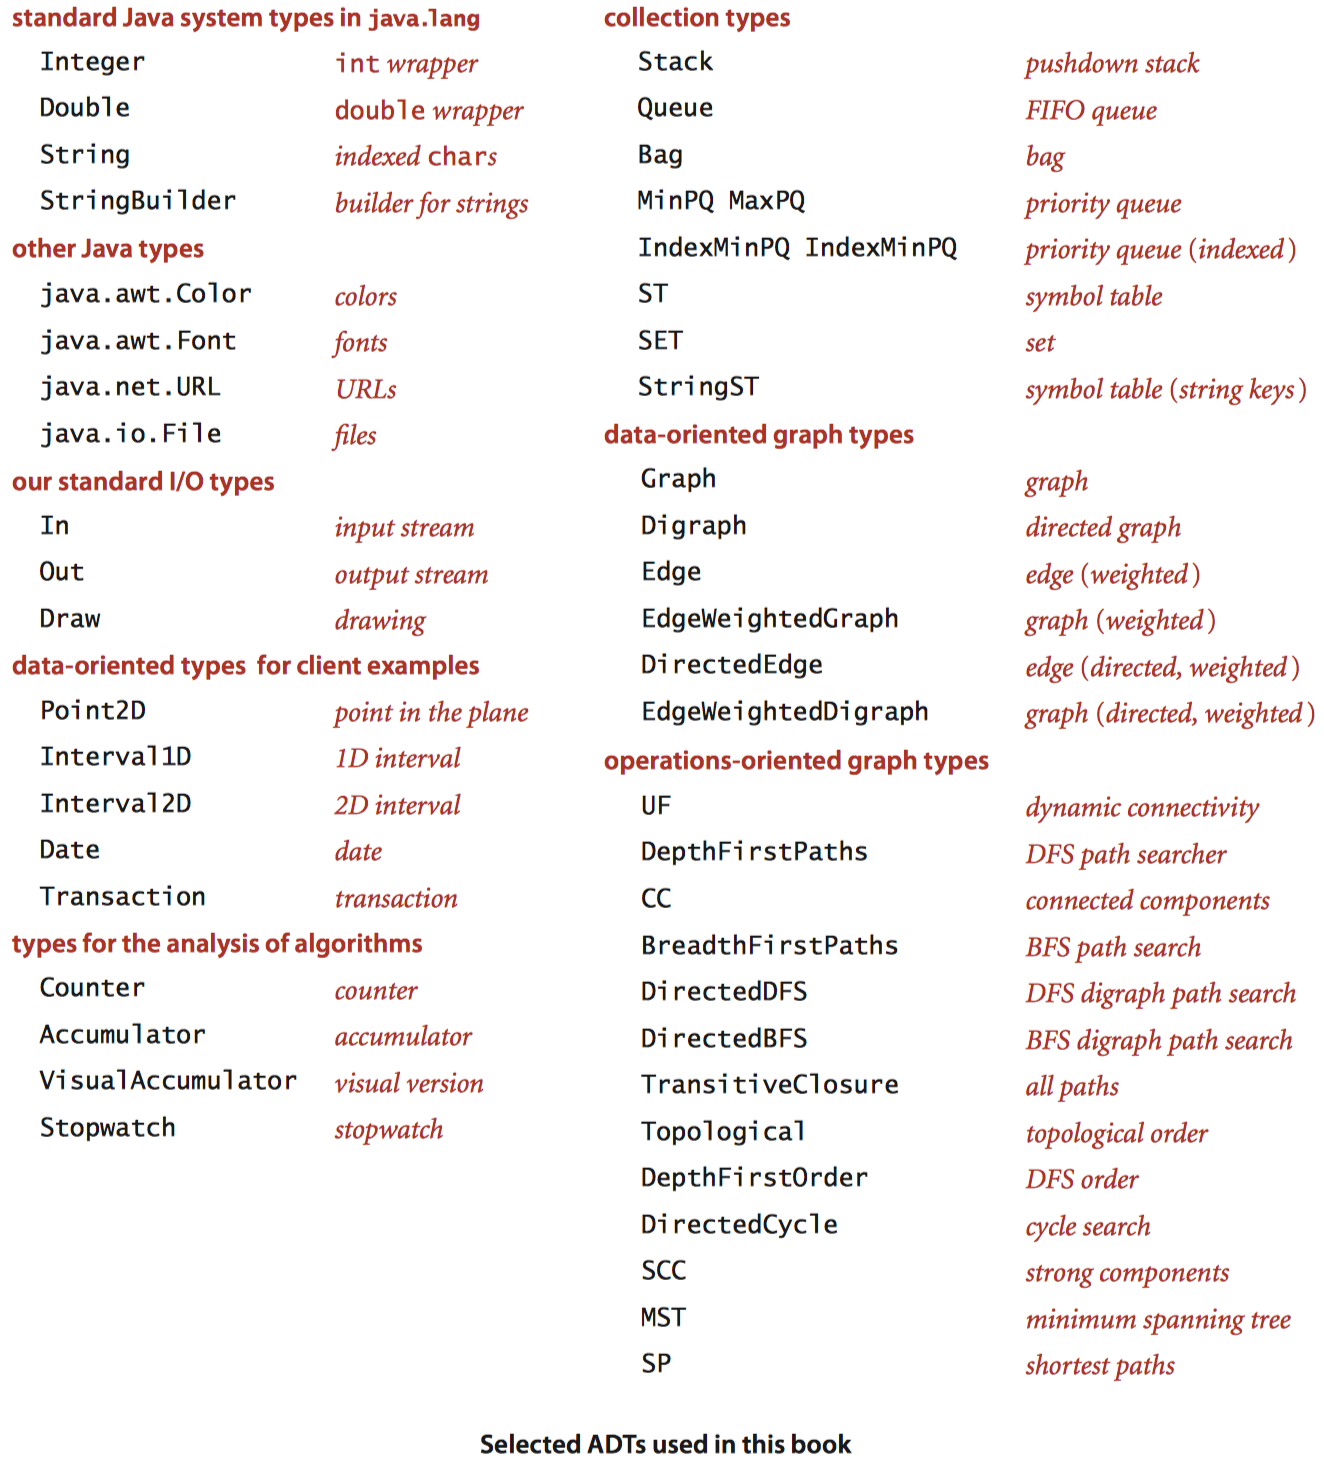 standard Java system types in java.lang
Integer int wrapper
Double double wrapper
String indexed chars
StringBuilder builder for strings
other Java types
java.awt.Color colors
java.awt.Font fonts
java.net.URL URLs
java.io.File files
our standard I/O types
In input stream
Out output stream
Draw drawing
data-oriented types for client examples
Point2D point in the plane
Interval1D 1D interval
Interval2D 2D interval
Date date
Transaction transaction
types for the analysis of algorithms
Counter counter
Accumulator accumulator
VisualAccumulator visual version
Stopwatch stopwatch
collection types
Stack pushdown stack
Queue FIFO queue
Bag bag
MinPQ MaxPQ priority queue
IndexMinPQ IndexMinPQ priority queue (indexed)
ST symbol table
SET set
StringST symbol table (string keys)
data-oriented graph types
Graph graph
Digraph directed graph
Edge edge (weighted)
EdgeWeightedGraph graph (weighted)
DirectedEdge edge (directed, weighted)
EdgeWeightedDigraph graph (directed, weighted)
operations-oriented graph types
UF dynamic connectivity
DepthFirstPaths DFS path searcher
CC connected components
BreadthFirstPaths BFS path search
DirectedDFS DFS digraph path search
DirectedBFS BFS digraph path search
TransitiveClosure all paths
Topological topological order
DepthFirstOrder DFS order
DirectedCycle cycle search
SCC strong components
MST minimum spanning tree
SP shortest paths
Selected ADTs used in this book